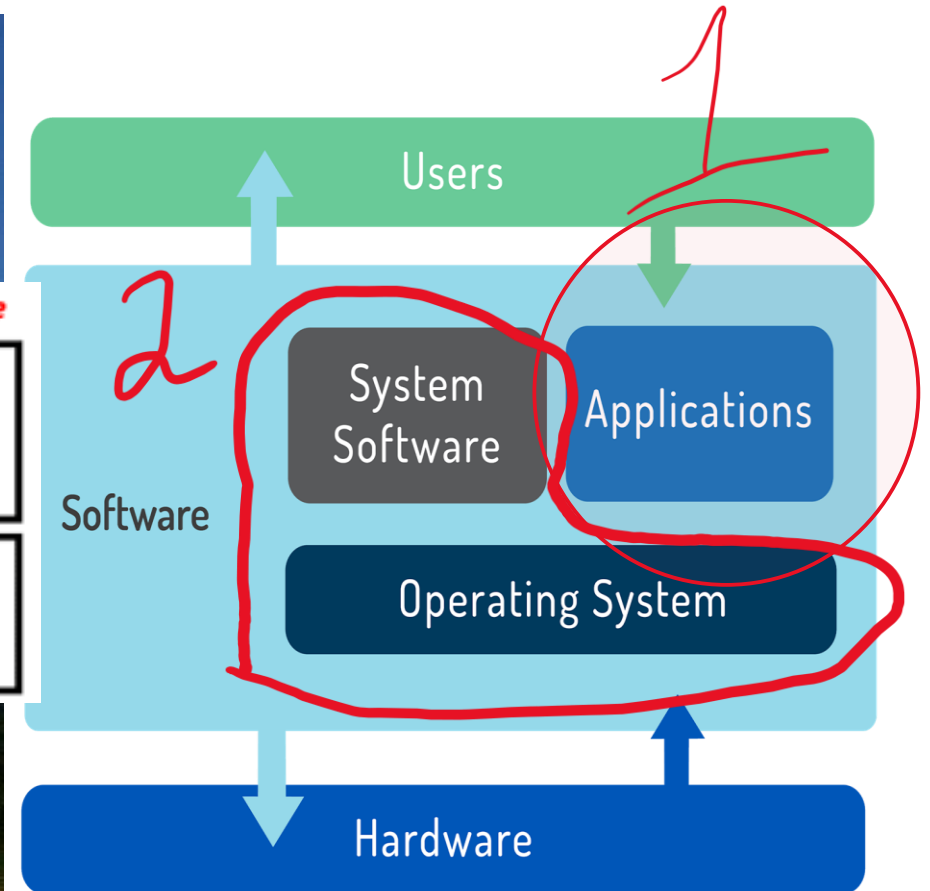 1
Users
2
System
Software
Applications
Software
Operating System
Hardware